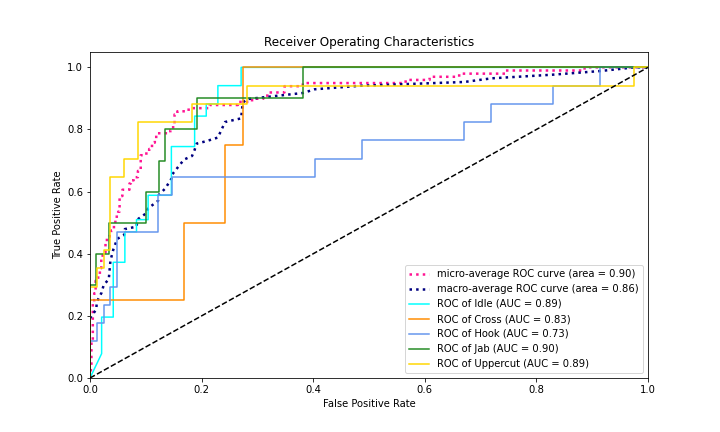 Receiver Operating Characteristics
True Positive Rate
1.0
0.8
0.6
0.4
0.2
0.0
micro-average ROC curve (area = 0.90)
macro-average ROC curve (area = 0.86)
ROC of Idle (AUC = 0.89)
ROC of Cross (AUC = 0.83)
ROC of Hook (AUC = 0.73)
ROC of Jab (AUC = 0.90)
ROC of Uppercut (AUC = 0.89)
0.0 0.2 0.4 0.6 0.8 1.0
False Positive Rate